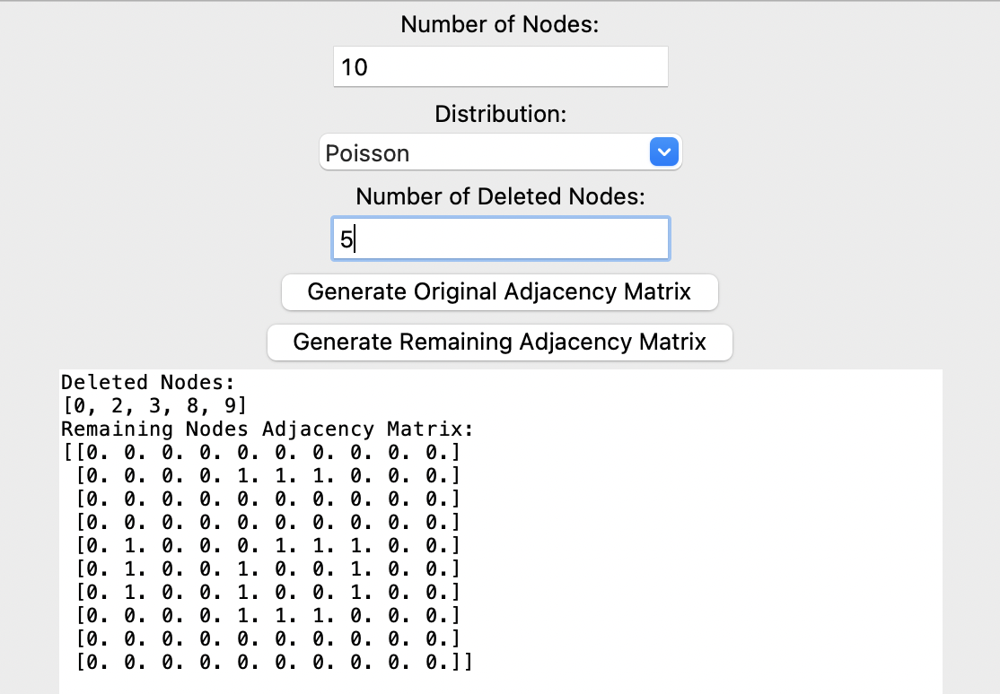 Number of Nodes:
10
Distribution:
Poisson
Number of Deleted Nodes:
5
Generate Original Adjacency Matrix
Generate Remaining Adjacency Matrix
Deleted Nodes:
[0, 2, 3, 8, 9]
Remaining Nodes Adjacency Matrix:
[[0. 0. 0. 0. 0. 0. 0. 0. 0. 0.]
[0. 0. 0. 0. 1. 1. 1. 0. 0. 0.]
[0. 0. 0. 0. 0. 0. 0. 0. 0. 0.]
[0. 0. 0. 0. 0. 0. 0. 0. 0. 0.]
[0. 1. 0. 0. 0. 1. 1. 1. 0. 0.]
[0. 1. 0. 0. 1. 0. 0. 1. 0. 0.]
[0. 1. 0. 0. 1. 0. 0. 1. 0. 0.]
[0. 0. 0. 0. 1. 1. 1. 0. 0. 0.]
[0. 0. 0. 0. 0. 0. 0. 0. 0. 0.]
[0. 0. 0. 0. 0. 0. 0. 0. 0. 0.]]